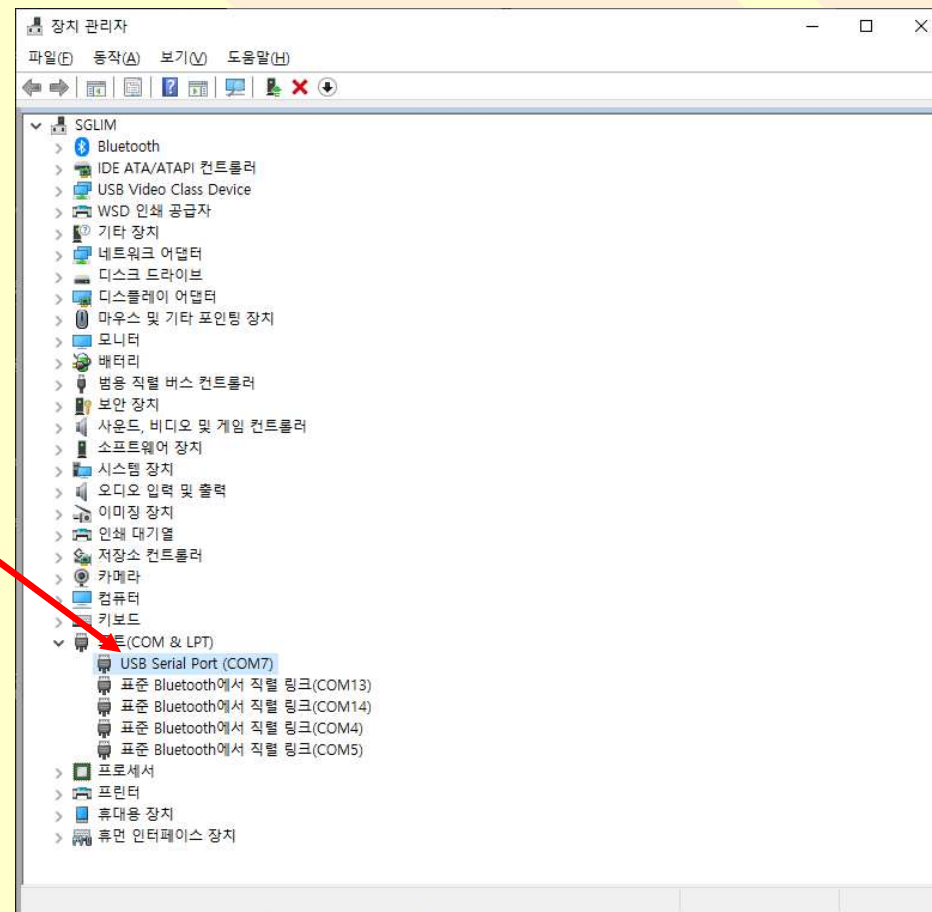 장치 관리자
파일(F) 동작(A) 보기(V) 도움말(H)
SGLIM
Bluetooth
IDE ATA/ATAPI 컨트롤러
USB Video Class Device
WSD 인쇄 공급자
기타 장치
네트워크 어댑터
디스크 드라이브
디스플레이 어댑터
마우스 및 기타 포인팅 장치
모니터
배터리
범용 직렬 버스 컨트롤러
보안 장치
사운드, 비디오 및 게임 컨트롤러
소프트웨어 장치
시스템 장치
오디오 입력 및 출력
이미징 장치
인쇄 대기열
저장소 컨트롤러
카메라
컴퓨터
키보드
(COM & LPT)
USB Serial Port (COM7)
표준 Bluetooth에서 직렬 링크(COM13)
표준 Bluetooth에서 직렬 링크(COM14)
표준 Bluetooth에서 직렬 링크(COM4)
표준 Bluetooth에서 직렬 링크(COM5)
프로세서
프린터
휴대용 장치
휴먼 인터페이스 장치